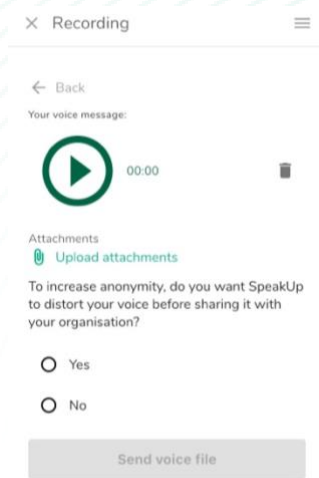 Recording
Back
Your voice message:
00:00
Attachments
Upload attachments
To increase anonymity, do you want SpeakUp
to distort your voice before sharing it with
your organisation?
Yes
No
Send voice file